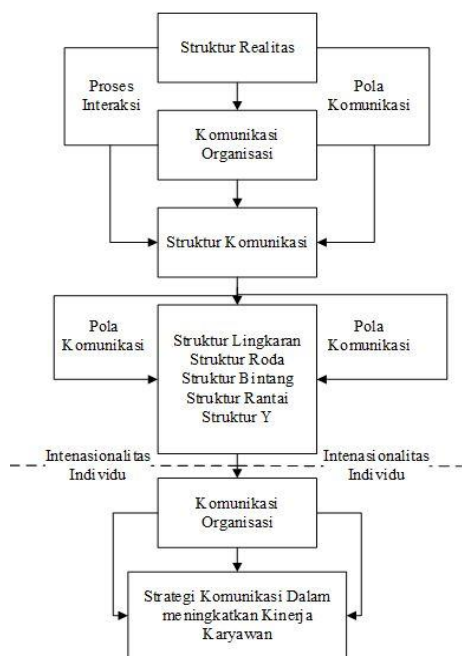 Struktur Realitas
Proses
Interaksi
Pola
Komunikasi
Komunikasi
Organisasi
Struktur Komunikasi
Pola
Komunikasi
Struktur Lingkaran
Struktur Roda
Struktur Bintang
Struktur Rantai
Struktur Y
Pola
Komunikasi
Intenasionalitas
Individu
Intenasionalitas
Individu
Komunikasi
Organisasi
Strategi Komunikasi Dalam
meningkatkan Kinerja
Karyawan